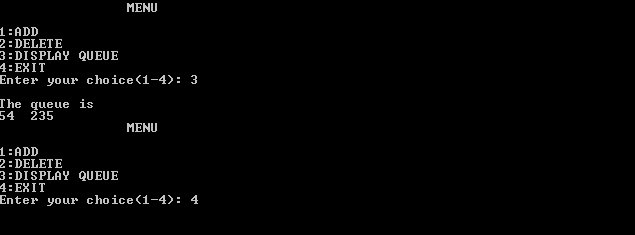 MENU
1:ADD
2:DELETE
3:DISPLAY QUEUE
4:EXIT
Enter your choice(1-4): 3
The queue is
54 235
MENU
1:ADD
2:DELETE
3:DISPLAY QUEUE
4:EXIT
Enter your choice(1-4): 4